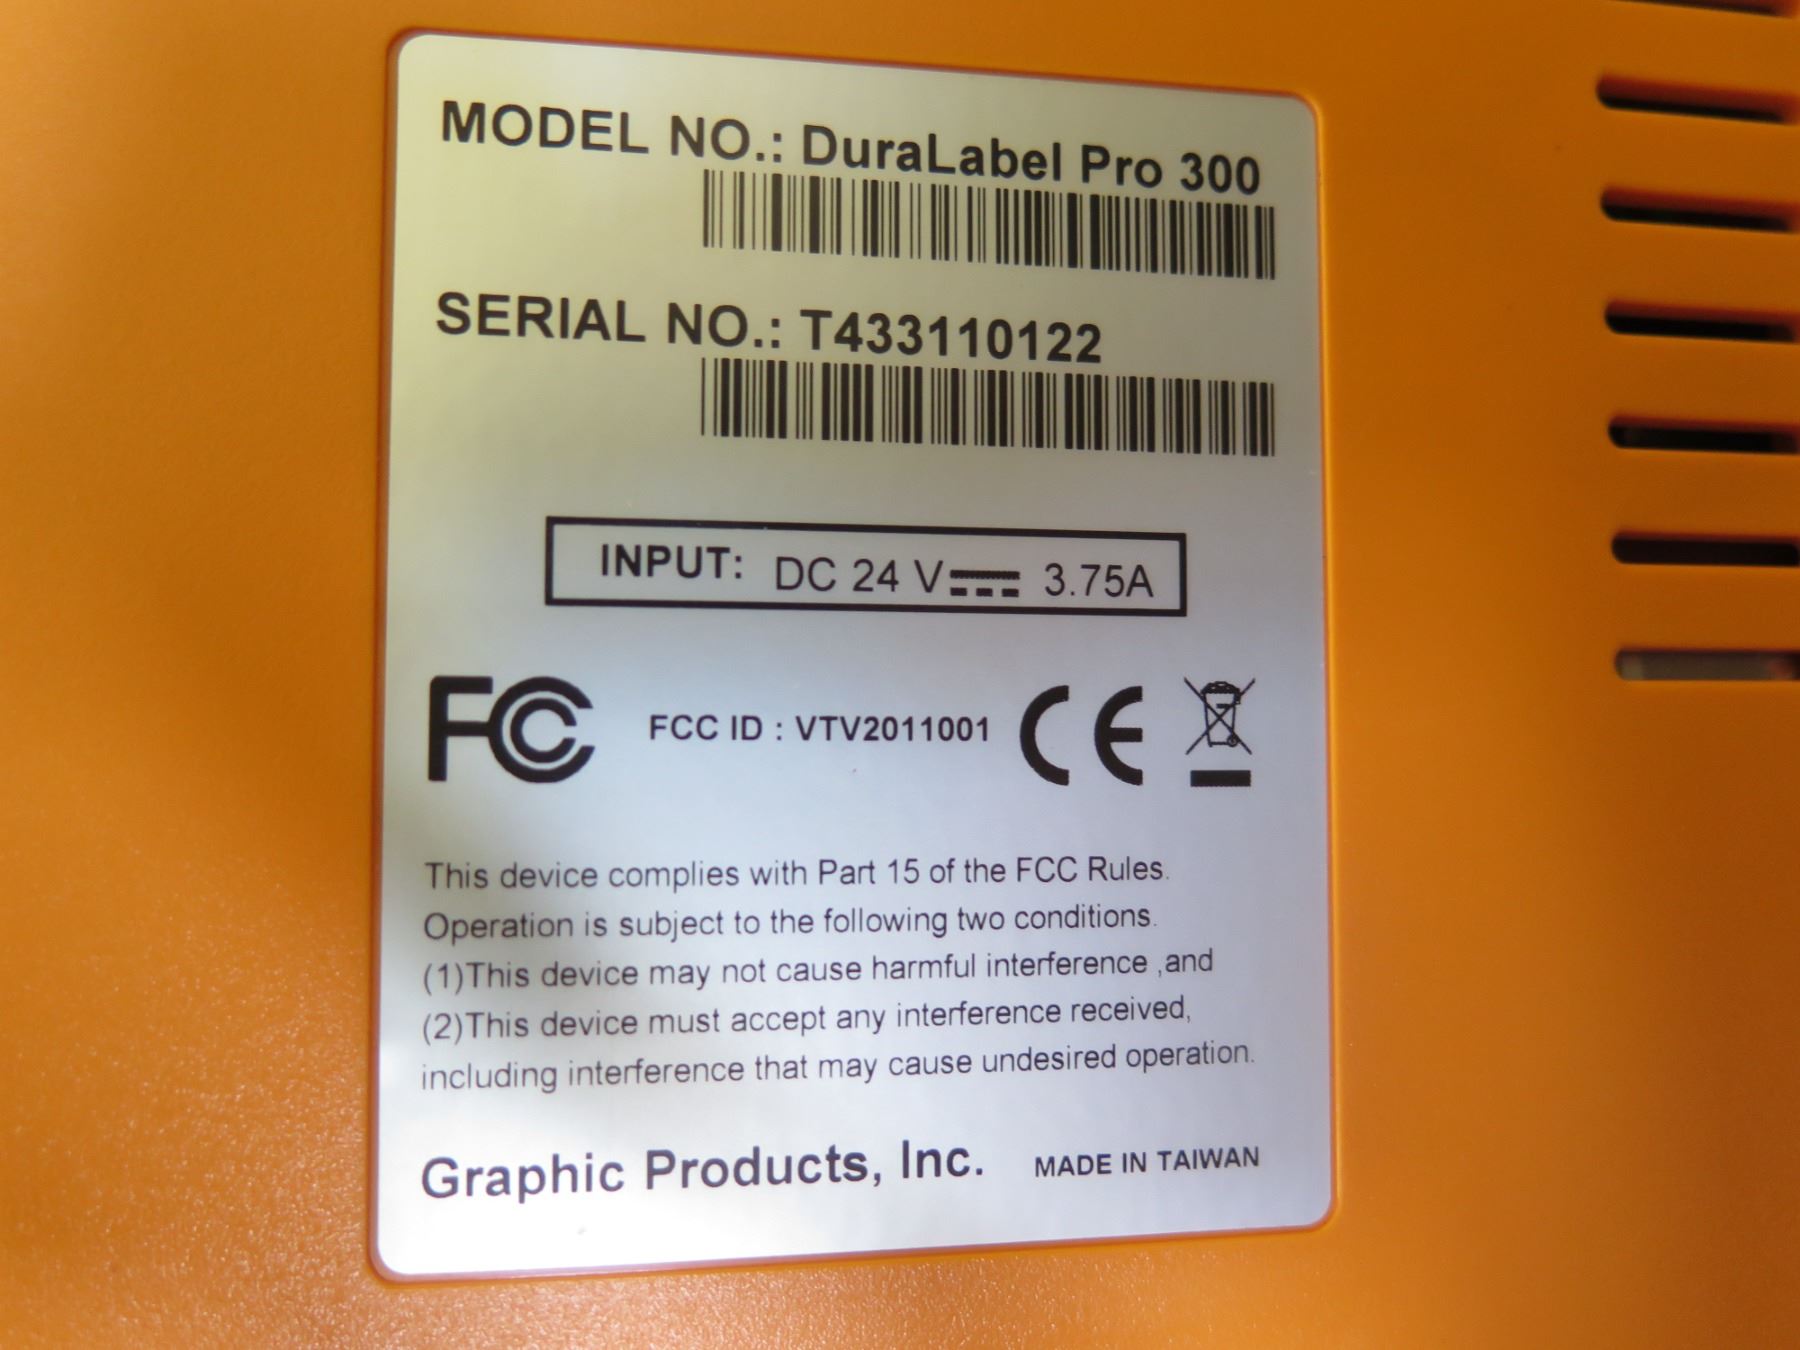 MODEL NO.: DuraLabel Pro 300
SERIAL NO.: T433110122
INPUT: DC 24 V⎓ 3.75A
FC FCC ID : VTV2011001 CE
This device complies with Part 15 of the FCC Rules.
Operation is subject to the following two conditions.
(1)This device may not cause harmful interference ,and
(2)This device must accept any interference received,
including interference that may cause undesired operation.
Graphic Products, Inc. MADE IN TAIWAN